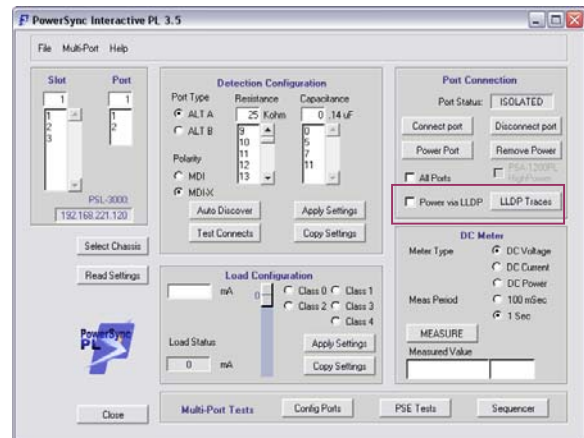 PowerSync Interactive PL 3.5
File Multi-Port Help
Slot Port
1 1
1
2
3
1
2
PSL-3000:
192.168.221.120
Select Chassis
Read Settings
PowerSync
PL
Close
Detection Configuration
Port Type Resistance Capacitance
ALT A 25 Kohm 0 .14 uF
ALT B
9
10
11
12
13
0
5
7
11
Polarity
MDI
MDI-X
Auto Discover Apply Settings
Test Connects Copy Settings
Load Configuration
mA 0 Class 0 Class 1
Class 2 Class 3
Class 4
Load Status
0 mA
Apply Settings
Copy Settings
Port Connection
Port Status: ISOLATED
Connect port Disconnect port
Power Port Remove Power
All Ports PSA-1200PL
High Power
Power via LLDP LLDP Traces
DC Meter
Meter Type DC Voltage
DC Current
DC Power
Meas Period 100 mSec
1 Sec
MEASURE
Measured Value
Multi-Port Tests Config Ports PSE Tests Sequencer